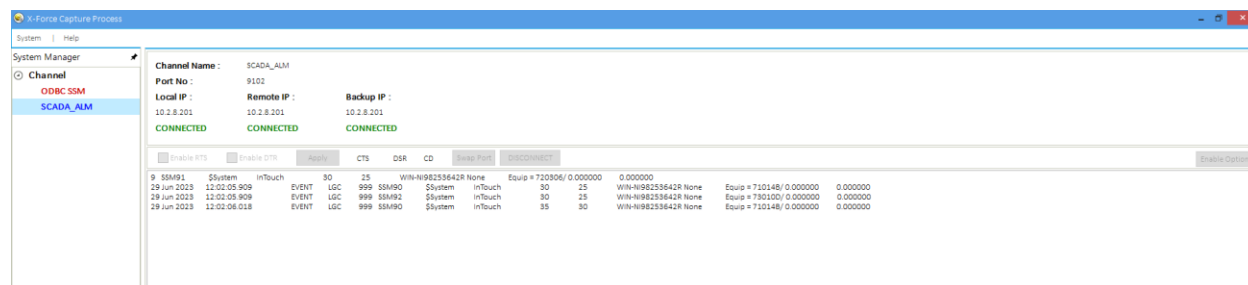 X-Force Capture Process
System | Help
System Manager
Channel
ODBC SSM
SCADA_ALM
Channel Name : SCADA_ALM
Port No : 9102
Local IP : Remote IP : Backup IP :
10.2.8.201 10.2.8.201 10.2.8.201
CONNECTED CONNECTED CONNECTED
Enable RTS Enable DTR Apply CTS DSR CD Swap Port DISCONNECT Enable Option
9 SSM91 $System InTouch 30 25 WIN-NI98253642R None Equip = 720306/ 0.000000 0.000000
29 Jun 2023 12:02:05.909 EVENT LGC 999 SSM90 $System InTouch 30 25 WIN-NI98253642R None Equip = 710148/ 0.000000 0.000000
29 Jun 2023 12:02:05.909 EVENT LGC 999 SSM92 $System InTouch 30 25 WIN-NI98253642R None Equip = 730100/ 0.000000 0.000000
29 Jun 2023 12:02:06.018 EVENT LGC 999 SSM90 $System InTouch 35 30 WIN-NI98253642R None Equip = 710148/ 0.000000 0.000000